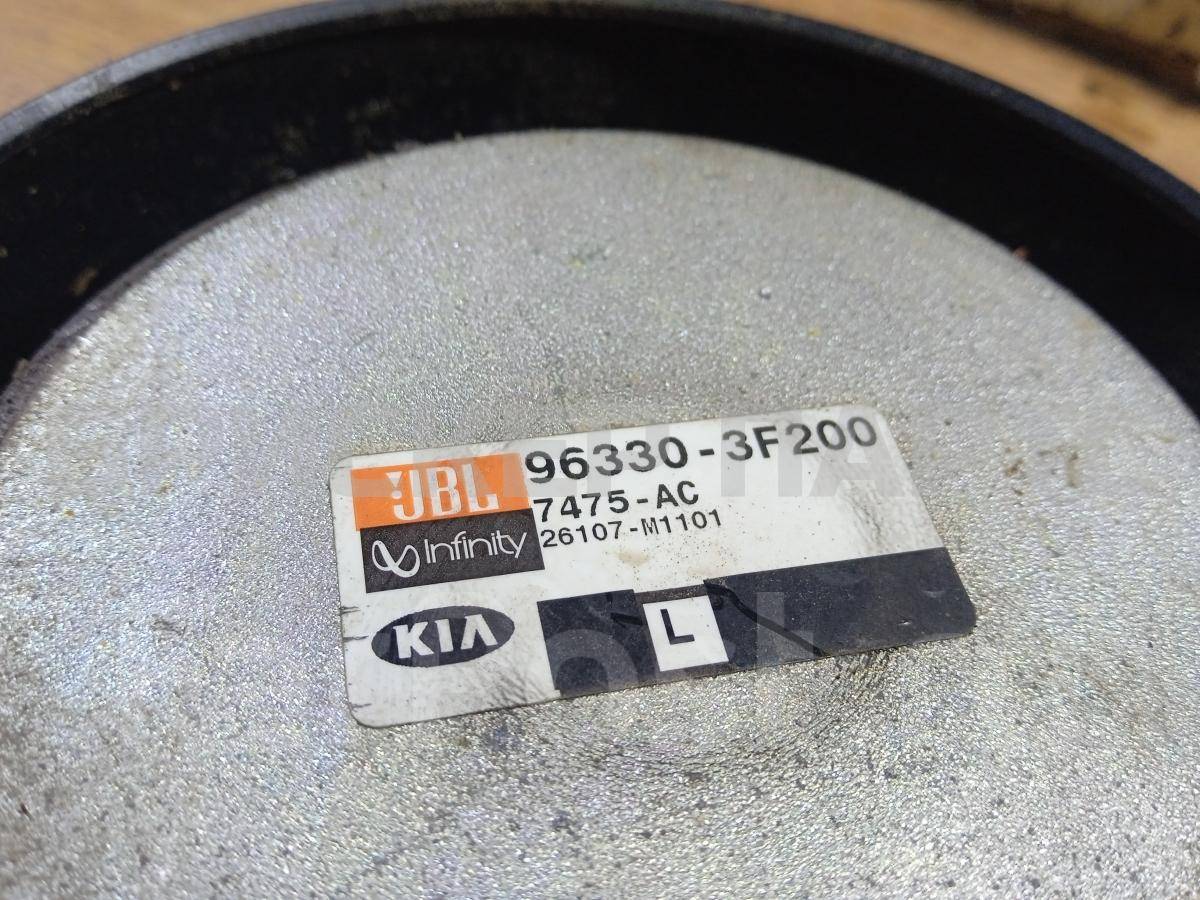 JBL
Infinity
96330-3F200
7475-AC
26107-M1101
KIA
L